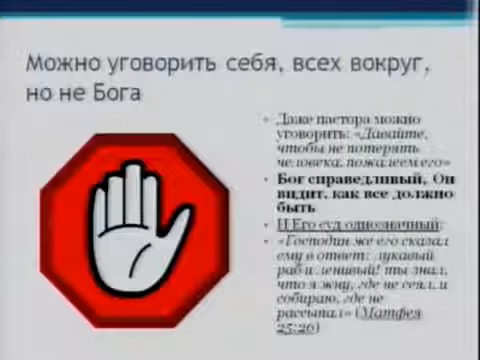 Можно уговорить себя, всех вокруг,
но не Бога
• Даже пастора можно
уговорить: «Давайте,
чтобы не потерять
человека, пожалеем его»
• Бог справедливый, Он
видит, как все должно
быть
• И Его суд однозначный:
• «Господин же его сказал
ему в ответ: лукавый
раб и ленивый! ты знал,
что я жну, где не сеял, и
собираю, где не
рассыпал» (Матфея
25:26)